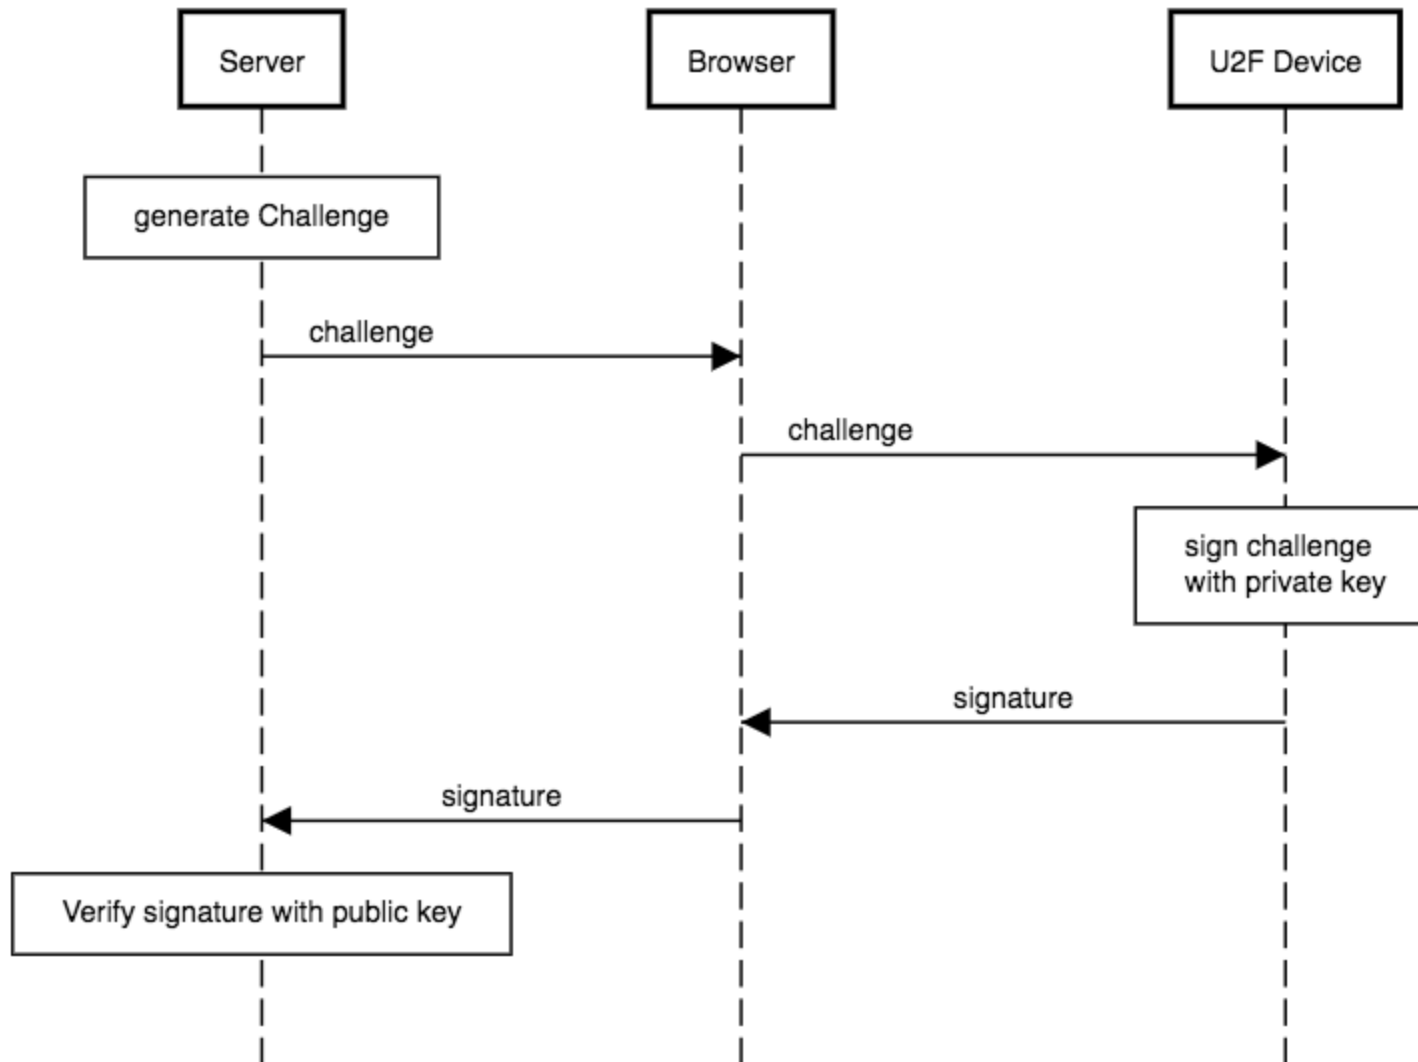 Server
Browser
U2F Device
generate Challenge
challenge
challenge
sign challenge
with private key
signature
signature
Verify signature with public key